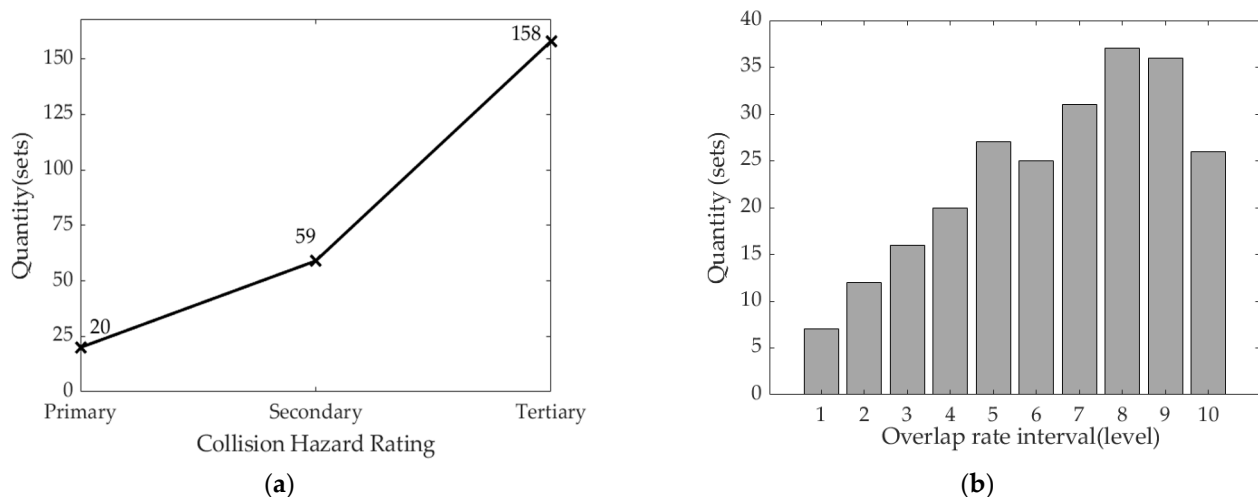 150
125
100
75
50
25
0
Quantity(sets)
20
59
158
Primary Secondary Tertiary
Collision Hazard Rating
(a)
40
35
30
25
20
15
10
5
0
Quantity (sets)
1 2 3 4 5 6 7 8 9 10
Overlap rate interval(level)
(b)